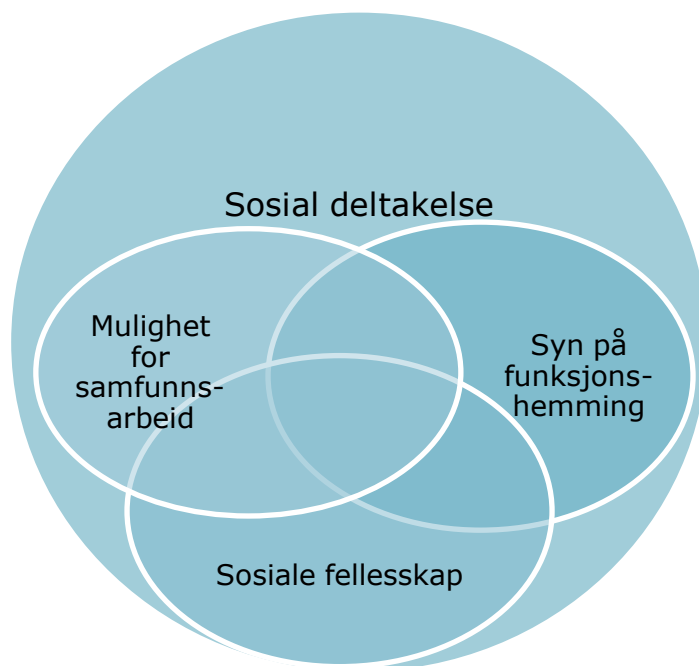 Sosial deltakelse
Mulighet
for
samfunns-
arbeid
Syn på
funksjons-
hemming
Sosiale fellesskap